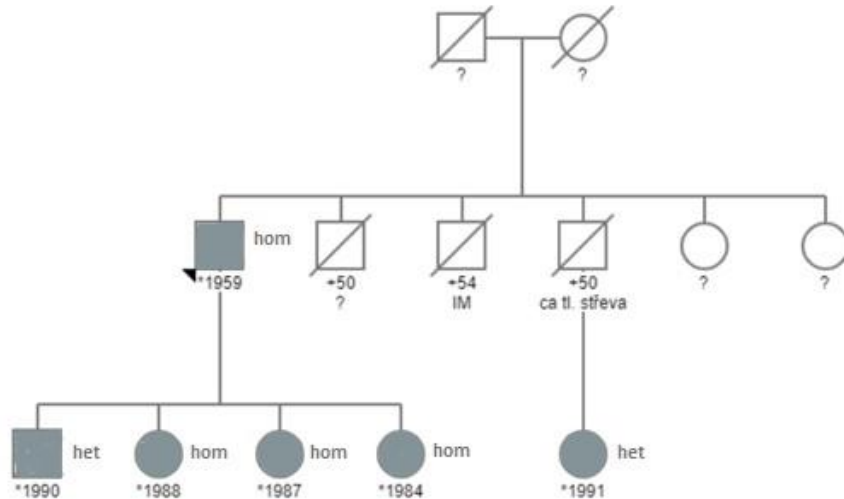 ? ?
hom
*1959 +50 +54 +50 ? ?
? IM ca tl. střeva
het hom hom hom het
*1990 *1988 *1987 *1984 *1991